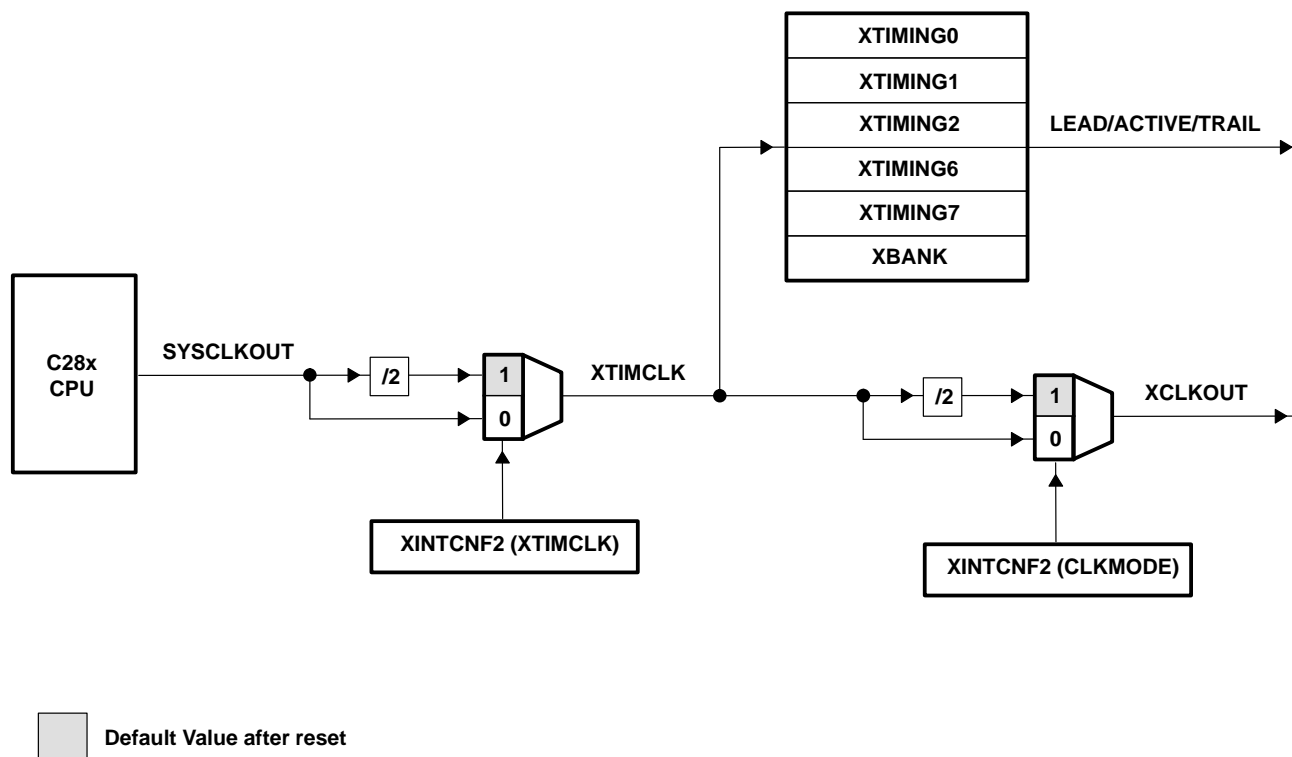 XTIMING0
XTIMING1
XTIMING2
LEAD/ACTIVE/TRAIL
XTIMING6
XTIMING7
XBANK
C28x
CPU
SYSCLKOUT
/2
1
0
XTIMCLK
/2
1
0
XCLKOUT
XINTCNF2 (XTIMCLK)
XINTCNF2 (CLKMODE)
Default Value after reset